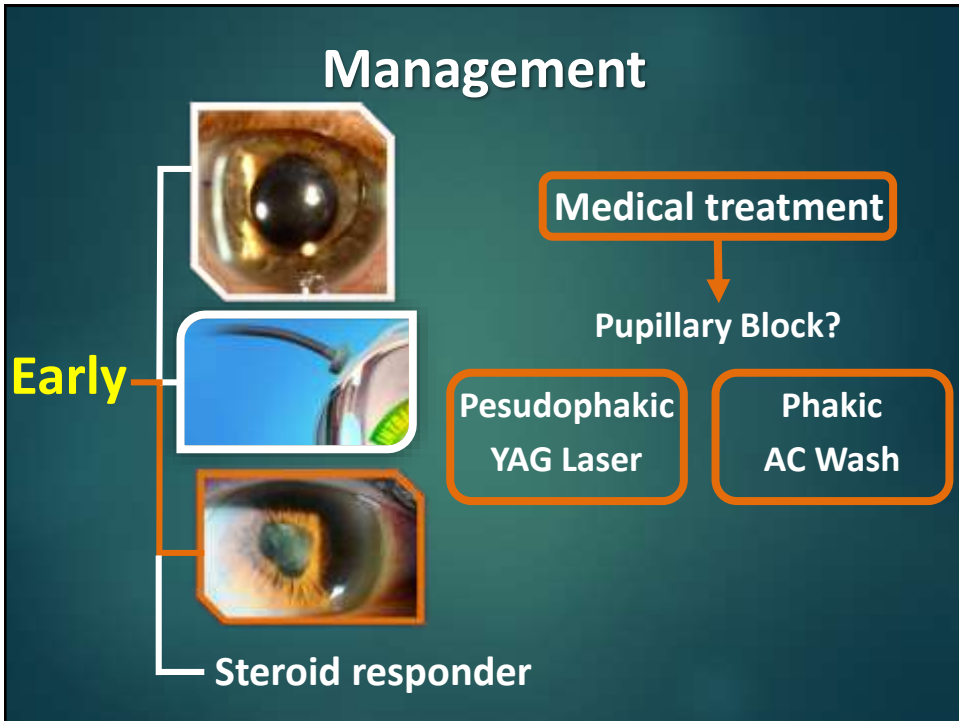 Management
Early
Steroid responder
Medical treatment
Pupillary Block?
Pesudophakic
YAG Laser
Phakic
AC Wash